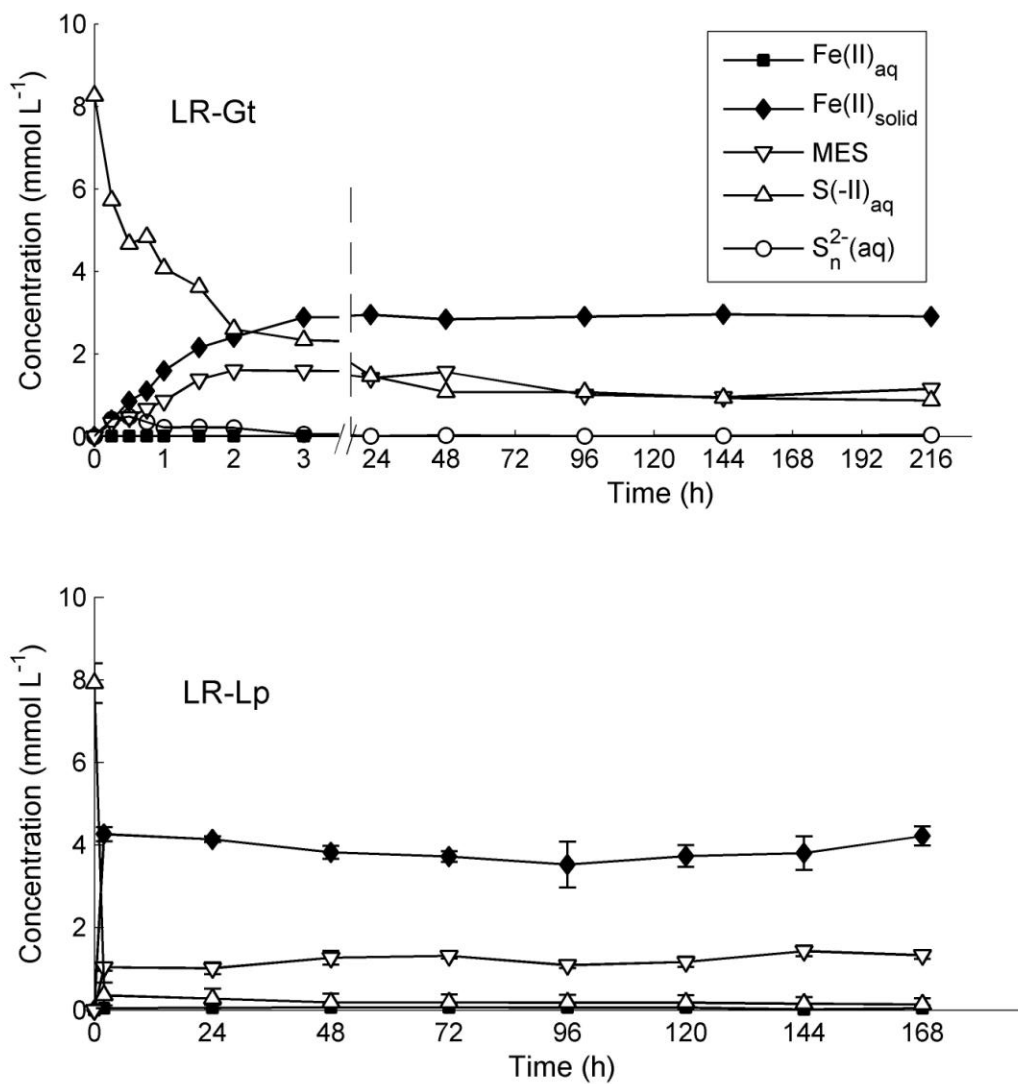 10
8
6
4
2
0
Concentration (mmol L⁻¹)
LR-Gt
Fe(II)aq
Fe(II)solid
MES
S(-II)aq
Sn²⁻(aq)
0 1 2 3 24 48 72 96 120 144 168 192 216
Time (h)
10
8
6
4
2
0
Concentration (mmol L⁻¹)
LR-Lp
0 24 48 72 96 120 144 168
Time (h)